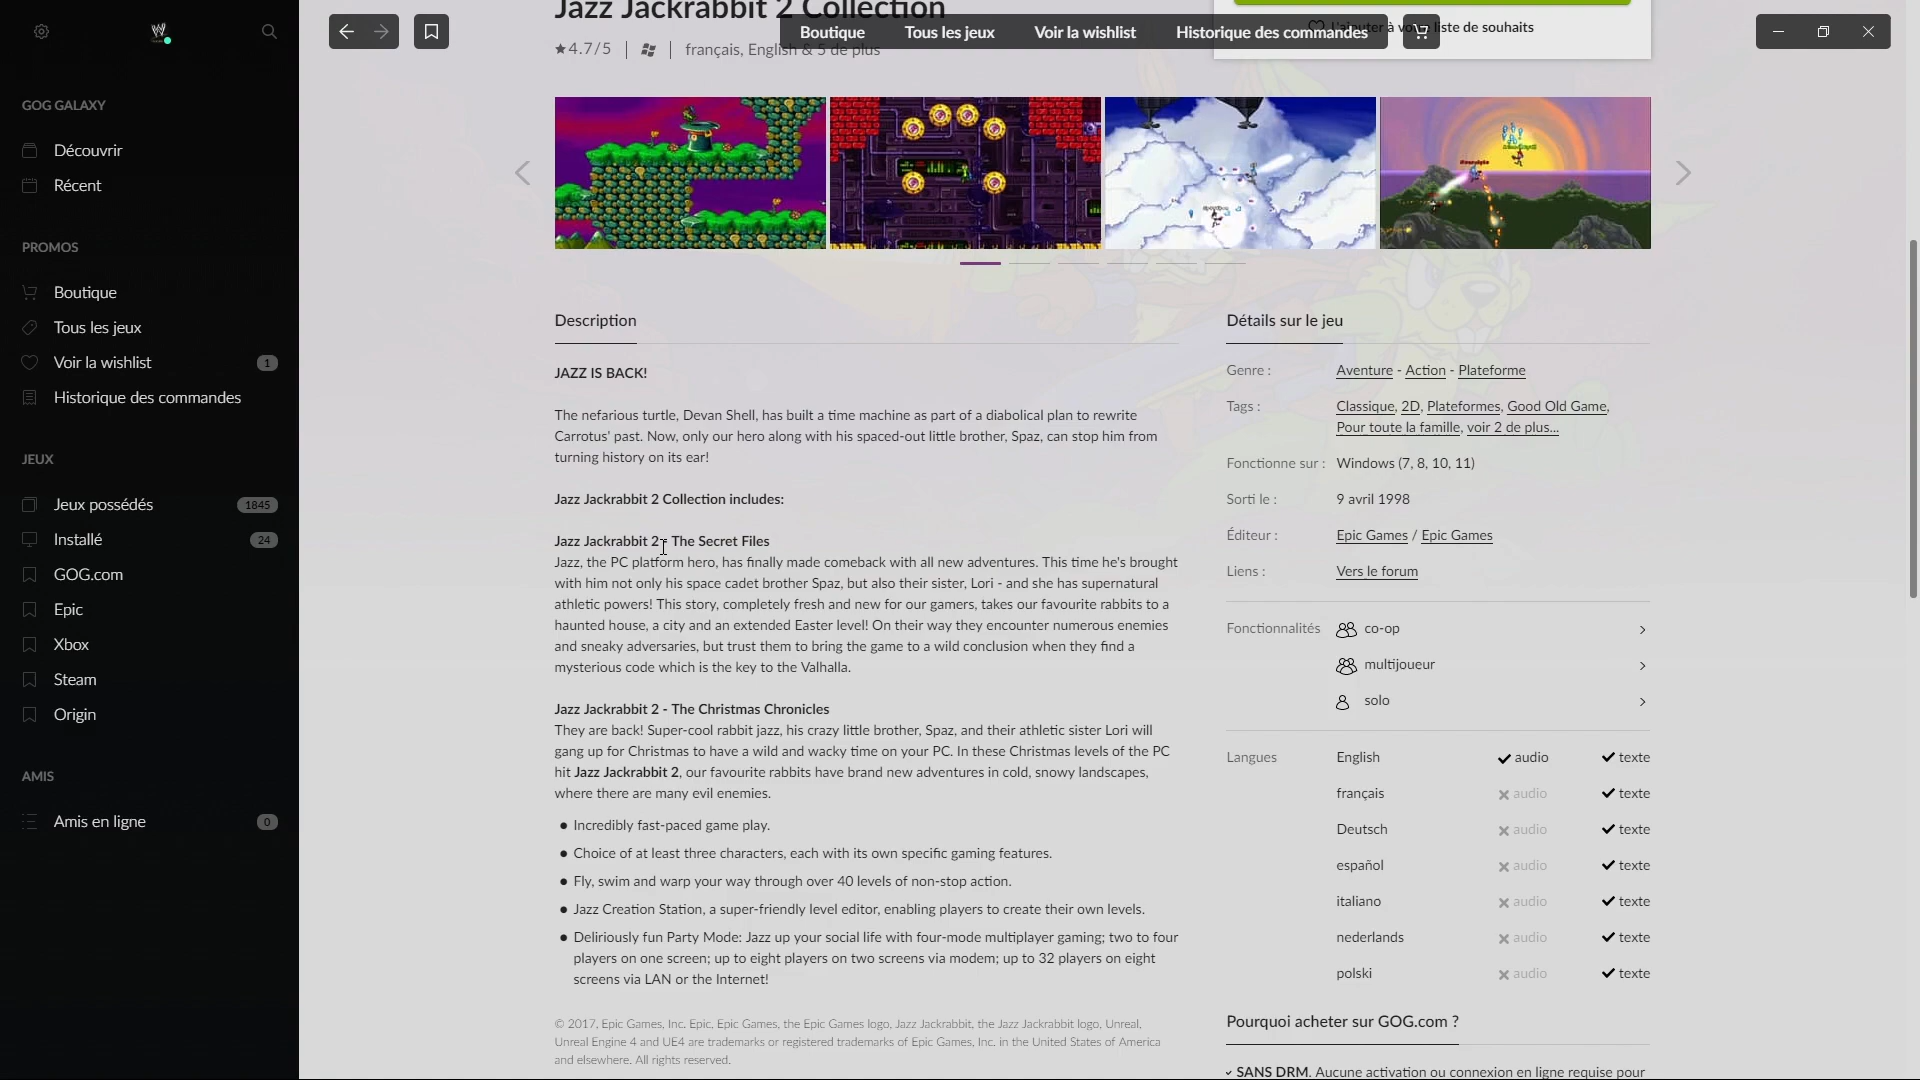 Jazz Jackrabbit 2 Collection
Boutique
Tous les jeux
Voir la wishlist
Historique des commandes
liste de souhaits
4.7/5
français, English & 5 de plus
GOG GALAXY
Découvrir
Récent
PROMOS
Boutique
Tous les jeux
Voir la wishlist 1
Historique des commandes
JEUX
Jeux possédés 1845
Installé 24
GOG.com
Epic
Xbox
Steam
Origin
AMIS
Amis en ligne 0
Description
JAZZ IS BACK!
The nefarious turtle, Devan Shell, has built a time machine as part of a diabolical plan to rewrite
Carrotus' past. Now, only our hero along with his spaced-out little brother, Spaz, can stop him from
turning history on its ear!
Jazz Jackrabbit 2 Collection includes:
Jazz Jackrabbit 2 - The Secret Files
Jazz, the PC platform hero, has finally made comeback with all new adventures. This time he's brought
with him not only his space cadet brother Spaz, but also their sister, Lori - and she has supernatural
athletic powers! This story, completely fresh and new for our gamers, takes our favourite rabbits to a
haunted house, a city and an extended Easter level! On their way they encounter numerous enemies
and sneaky adversaries, but trust them to bring the game to a wild conclusion when they find a
mysterious code which is the key to the Valhalla.
Jazz Jackrabbit 2 - The Christmas Chronicles
They are back! Super-cool rabbit jazz, his crazy little brother, Spaz, and their athletic sister Lori will
gang up for Christmas to have a wild and wacky time on your PC. In these Christmas levels of the PC
hit Jazz Jackrabbit 2, our favourite rabbits have brand new adventures in cold, snowy landscapes,
where there are many evil enemies.
● Incredibly fast-paced game play.
● Choice of at least three characters, each with its own specific gaming features.
● Fly, swim and warp your way through over 40 levels of non-stop action.
● Jazz Creation Station, a super-friendly level editor, enabling players to create their own levels.
● Deliriously fun Party Mode: Jazz up your social life with four-mode multiplayer gaming; two to four
players on one screen; up to eight players on two screens via modem; up to 32 players on eight
screens via LAN or the Internet!
© 2017, Epic Games, Inc. Epic, Epic Games, the Epic Games logo, Jazz Jackrabbit, the Jazz Jackrabbit logo, Unreal,
Unreal Engine 4 and UE4 are trademarks or registered trademarks of Epic Games, Inc. in the United States of America
and elsewhere. All rights reserved.
Détails sur le jeu
Genre : Aventure - Action - Plateforme
Tags : Classique, 2D, Plateformes, Good Old Game,
Pour toute la famille, voir 2 de plus...
Fonctionne sur : Windows (7, 8, 10, 11)
Sorti le : 9 avril 1998
Éditeur : Epic Games / Epic Games
Liens : Vers le forum
Fonctionnalités co-op
multijoueur
solo
Langues English audio texte
français audio texte
Deutsch audio texte
español audio texte
italiano audio texte
nederlands audio texte
polski audio texte
Pourquoi acheter sur GOG.com ?
SANS DRM. Aucune activation ou connexion en ligne requise pour